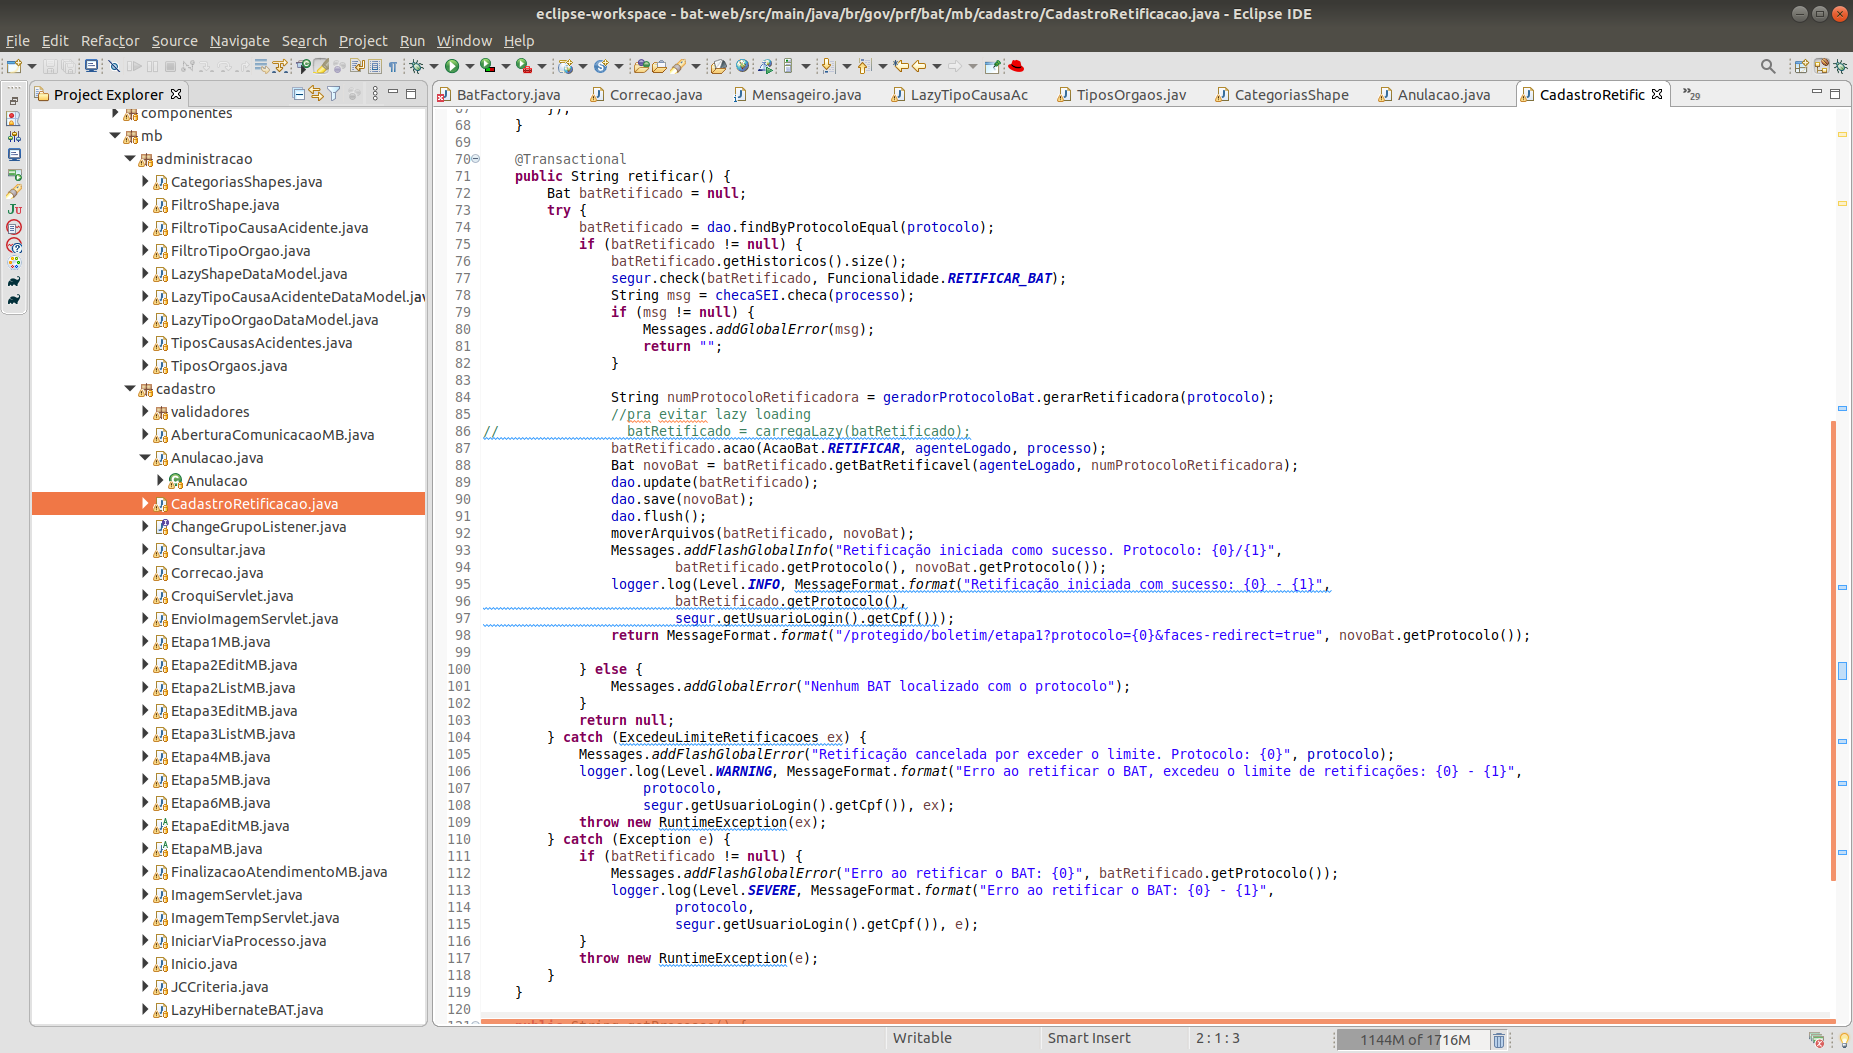 eclipse-workspace - bat-web/src/main/java/br/gov/prf/bat/mb/cadastro/CadastroRetificacao.java - Eclipse IDE
File Edit Refactor Source Navigate Search Project Run Window Help
Project Explorer
componentes
mb
administracao
CategoriasShapes.java
FiltroShape.java
FiltroTipoCausaAcidente.java
FiltroTipoOrgao.java
LazyShapeDataModel.java
LazyTipoCausaAcidenteDataModel.jav
LazyTipoOrgaoDataModel.java
TiposCausasAcidentes.java
TiposOrgaos.java
cadastro
validadores
AberturaComunicacaoMB.java
Anulacao.java
Anulacao
CadastroRetificacao.java
ChangeGrupoListener.java
Consultar.java
Correcao.java
CroquiServlet.java
EnvioImagemServlet.java
Etapa1MB.java
Etapa2EditMB.java
Etapa2ListMB.java
Etapa3EditMB.java
Etapa3ListMB.java
Etapa4MB.java
Etapa5MB.java
Etapa6MB.java
EtapaEditMB.java
EtapaMB.java
FinalizacaoAtendimentoMB.java
ImagemServlet.java
ImagemTempServlet.java
IniciarViaProcesso.java
Inicio.java
JCCriteria.java
LazyHibernateBAT.java
BatFactory.java Correcao.java Mensageiro.java LazyTipoCausaAc TiposOrgaos.jav CategoriasShape Anulacao.java CadastroRetific »29
67 });
68 }
69
70 @Transactional
71 public String retificar() {
72 Bat batRetificado = null;
73 try {
74 batRetificado = dao.findByProtocoloEqual(protocolo);
75 if (batRetificado != null) {
76 batRetificado.getHistoricos().size();
77 segur.check(batRetificado, Funcionalidade.RETIFICAR_BAT);
78 String msg = checaSEI.checa(processo);
79 if (msg != null) {
80 Messages.addGlobalError(msg);
81 return "";
82 }
83
84 String numProtocoloRetificadora = geradorProtocoloBat.gerarRetificadora(protocolo);
85 //pra evitar lazy loading
86 // batRetificado = carregaLazy(batRetificado);
87 batRetificado.acao(AcaoBat.RETIFICAR, agenteLogado, processo);
88 Bat novoBat = batRetificado.getBatRetificavel(agenteLogado, numProtocoloRetificadora);
89 dao.update(batRetificado);
90 dao.save(novoBat);
91 dao.flush();
92 moverArquivos(batRetificado, novoBat);
93 Messages.addFlashGlobalInfo("Retificação iniciada como sucesso. Protocolo: {0}/{1}",
94 batRetificado.getProtocolo(), novoBat.getProtocolo());
95 logger.log(Level.INFO, MessageFormat.format("Retificação iniciada com sucesso: {0} - {1}",
96 batRetificado.getProtocolo(),
97 segur.getUsuarioLogin().getCpf()));
98 return MessageFormat.format("/protegido/boletim/etapa1?protocolo={0}&faces-redirect=true", novoBat.getProtocolo());
99
100 } else {
101 Messages.addGlobalError("Nenhum BAT localizado com o protocolo");
102 }
103 return null;
104 } catch (ExcedeuLimiteRetificacoes ex) {
105 Messages.addFlashGlobalError("Retificação cancelada por exceder o limite. Protocolo: {0}", protocolo);
106 logger.log(Level.WARNING, MessageFormat.format("Erro ao retificar o BAT, excedeu o limite de retificações: {0} - {1}",
107 protocolo,
108 segur.getUsuarioLogin().getCpf()), ex);
109 throw new RuntimeException(ex);
110 } catch (Exception e) {
111 if (batRetificado != null) {
112 Messages.addFlashGlobalError("Erro ao retificar o BAT: {0}", batRetificado.getProtocolo());
113 logger.log(Level.SEVERE, MessageFormat.format("Erro ao retificar o BAT: {0} - {1}",
114 protocolo,
115 segur.getUsuarioLogin().getCpf()), e);
116 }
117 throw new RuntimeException(e);
118 }
119 }
120
Writable Smart Insert 2 : 1 : 3 1144M of 1716M